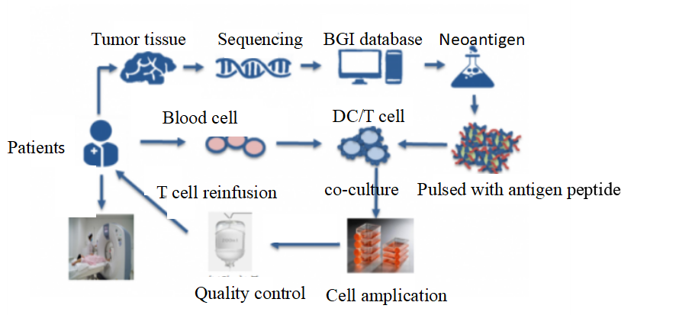 Tumor tissue
Sequencing
BGI database
Neoantigen
Blood cell
DC/T cell
Patients
T cell reinfusion
co-culture
Pulsed with antigen peptide
Quality control
Cell amplication